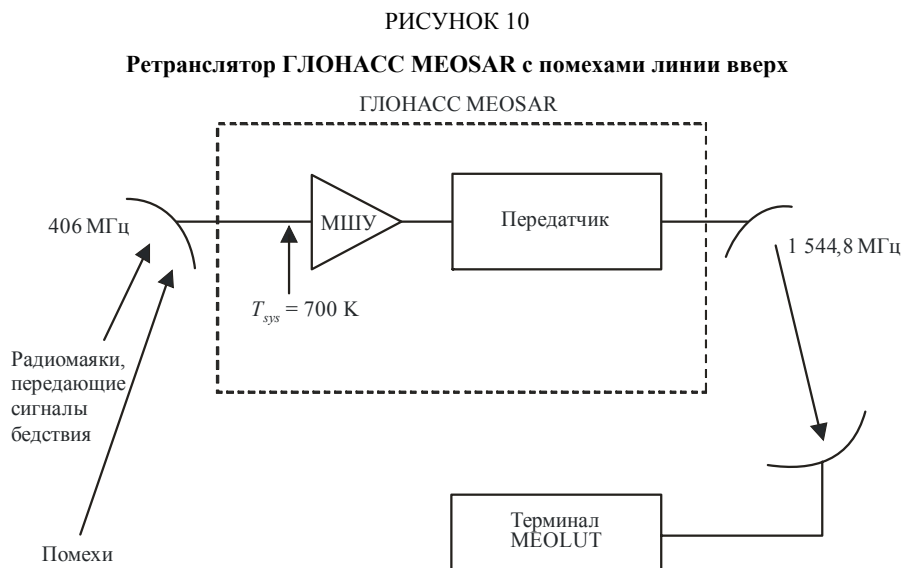 РИСУНОК 10
Ретранслятор ГЛОНАСС MEOSAR с помехами линии вверх
ГЛОНАСС MEOSAR
406 МГц
МШУ
Передатчик
1 544,8 МГц
Tsys = 700 K
Радиомаяки,
передающие
сигналы
бедствия
Помехи
Терминал
MEOLUT